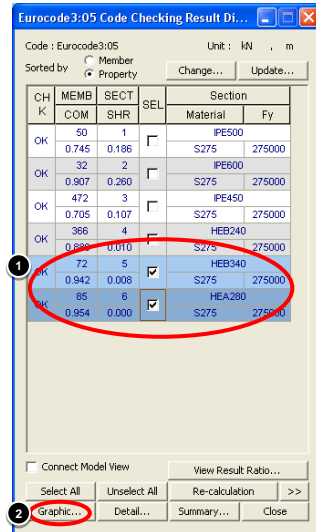 Eurocode3:05 Code Checking Result Di...
Code : Eurocode3:05 Unit : kN , m
Sorted by Member
Property
Change... Update...
CHK MEMB SECT SEL Section
COM SHR Material Fy
OK 50 1 IPE500
0.745 0.186 S275 275000
OK 32 2 IPE600
0.907 0.260 S275 275000
OK 472 3 IPE450
0.705 0.107 S275 275000
OK 366 4 HEB240
0.010 S275 275000
1
OK 72 5 HEB340
0.942 0.008 S275 275000
OK 85 6 HEA280
0.954 0.000 S275 275000
Connect Model View View Result Ratio...
Select All Unselect All Re-calculation >>
2 Graphic... Detail... Summary... Close